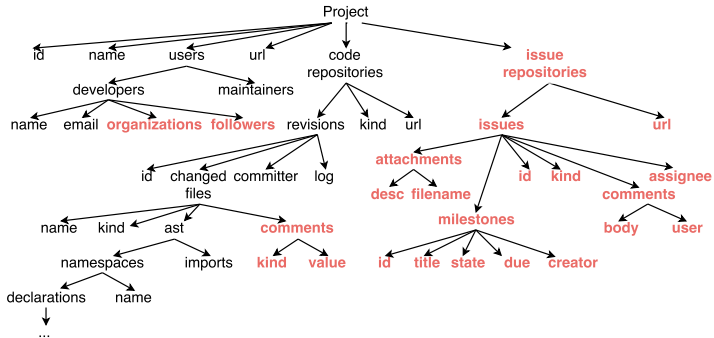 Project
id name users url code repositories issue repositories
developers maintainers
name email organizations followers revisions kind url issues url
attachments id kind assignee
id changed files committer log desc filename comments
name kind ast comments milestones body user
namespaces imports kind value id title state due creator
declarations name
...